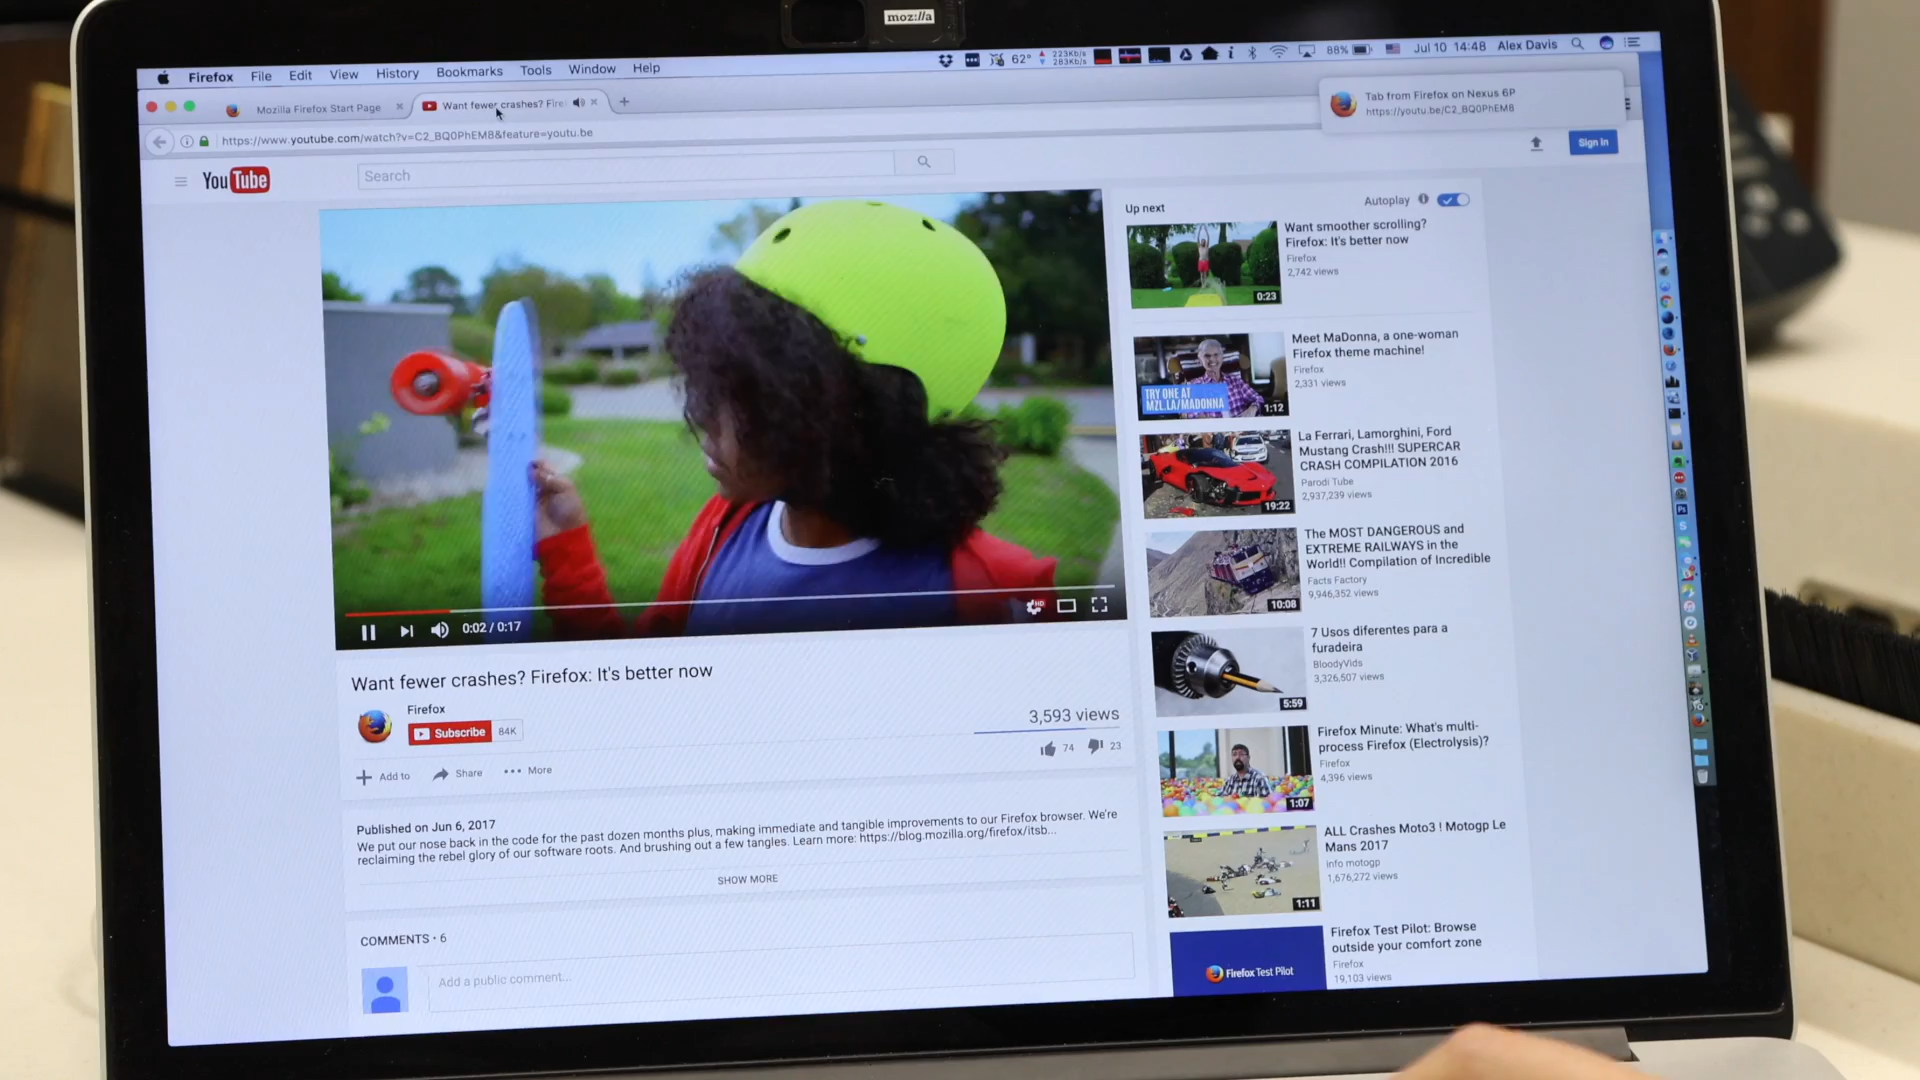 moz://a
Firefox File Edit View History Bookmarks Tools Window Help
62° 223Kb/s
283Kb/s
88% Jul 10 14:48 Alex Davis
Mozilla Firefox Start Page
Want fewer crashes? Fire
Tab from Firefox on Nexus 6P
https://youtu.be/C2_BQ0PhEM8
https://www.youtube.com/watch?v=C2_BQ0PhEM8&feature=youtu.be
YouTube
Search
Sign in
0:02 / 0:17
HD
Want fewer crashes? Firefox: It's better now
Firefox
Subscribe 84K
3,593 views
74 23
Add to Share More
Published on Jun 6, 2017
We put our nose back in the code for the past dozen months plus, making immediate and tangible improvements to our Firefox browser. We're
reclaiming the rebel glory of our software roots. And brushing out a few tangles. Learn more: https://blog.mozilla.org/firefox/itsb...
SHOW MORE
COMMENTS • 6
Add a public comment...
Up next
Autoplay
Want smoother scrolling?
Firefox: It's better now
Firefox
2,742 views
0:23
Meet MaDonna, a one-woman
Firefox theme machine!
Firefox
2,331 views
TRY ONE AT
MZL.LA/MADONNA
1:12
La Ferrari, Lamorghini, Ford
Mustang Crash!!! SUPERCAR
CRASH COMPILATION 2016
Parodi Tube
2,937,239 views
19:22
The MOST DANGEROUS and
EXTREME RAILWAYS in the
World!! Compilation of Incredible
Facts Factory
9,946,352 views
10:08
7 Usos diferentes para a
furadeira
BloodyVids
3,326,507 views
5:59
Firefox Minute: What's multi-
process Firefox (Electrolysis)?
Firefox
4,396 views
1:07
ALL Crashes Moto3 ! Motogp Le
Mans 2017
info motogp
1,676,272 views
1:11
Firefox Test Pilot: Browse
outside your comfort zone
Firefox
19,103 views
Firefox Test Pilot